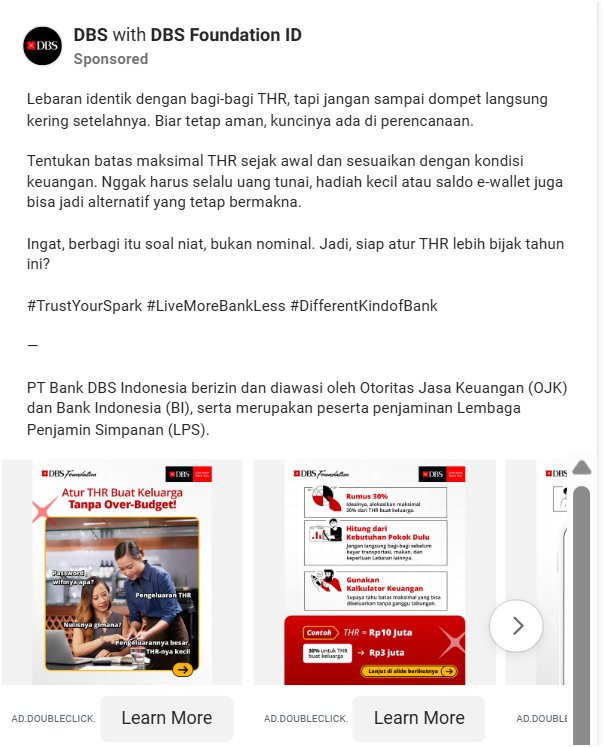 DBS with DBS Foundation ID
Sponsored
Lebaran identik dengan bagi-bagi THR, tapi jangan sampai dompet langsung
kering setelahnya. Biar tetap aman, kuncinya ada di perencanaan.
Tentukan batas maksimal THR sejak awal dan sesuaikan dengan kondisi
keuangan. Nggak harus selalu uang tunai, hadiah kecil atau saldo e-wallet juga
bisa jadi alternatif yang tetap bermakna.
Ingat, berbagi itu soal niat, bukan nominal. Jadi, siap atur THR lebih bijak tahun
ini?
#TrustYourSpark #LiveMoreBankLess #DifferentKindofBank
—
PT Bank DBS Indonesia berizin dan diawasi oleh Otoritas Jasa Keuangan (OJK)
dan Bank Indonesia (BI), serta merupakan peserta penjaminan Lembaga
Penjamin Simpanan (LPS).
DBS Foundation
DBS
Atur THR Buat Keluarga
Tanpa Over-Budget!
Password
wifinya apa?
Pengeluaran THR
Nulisnya gimana?
Pengeluarannya besar,
THR-nya kecil
DBS Foundation
DBS
Rumus 30%
Idealnya, alokasikan maksimal
30% dari THR buat keluarga.
Hitung dari
Kebutuhan Pokok Dulu
Jangan langsung bagi-bagi sebelum
bayar transportasi, makan, dan
keperluan Lebaran lainnya.
Gunakan
Kalkulator Keuangan
Supaya tahu batas maksimal yang bisa
dikeluarkan tanpa ganggu tabungan.
Contoh THR = Rp10 Juta
30% untuk THR
buat keluarga
Rp3 juta
Lanjut di slide berikutnya
DBS
AD.DOUBLECLICK.
Learn More
AD.DOUBLECLICK.
Learn More
AD.DOUBLE